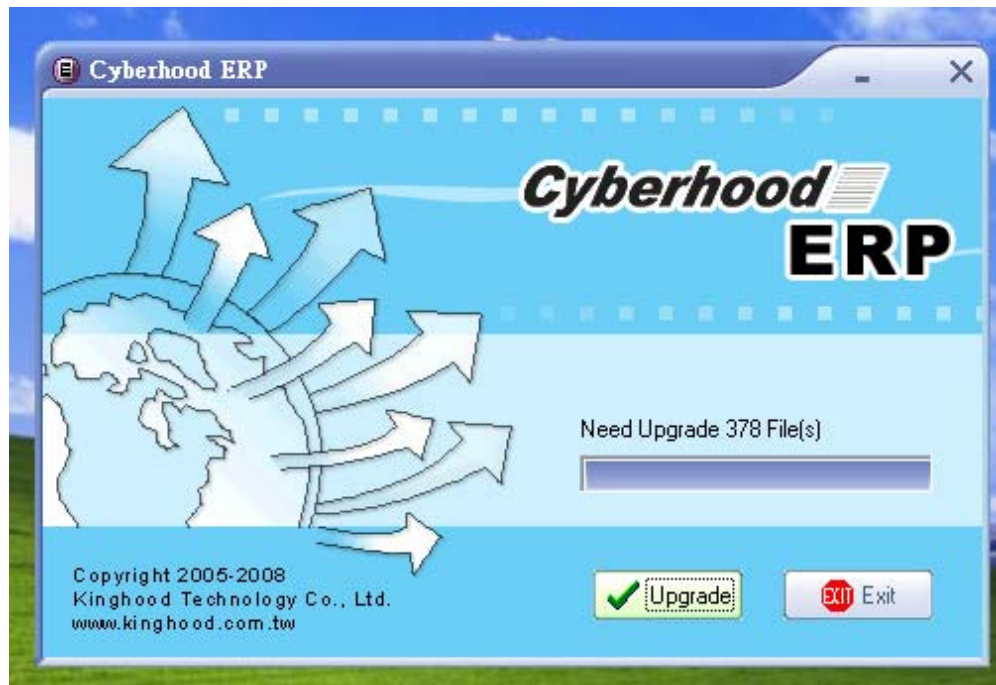 Cyberhood ERP
Cyberhood
ERP
Need Upgrade 378 File(s)
Copyright 2005-2008
Kinghood Technology Co., Ltd.
www.kinghood.com.tw
Upgrade
EXIT Exit